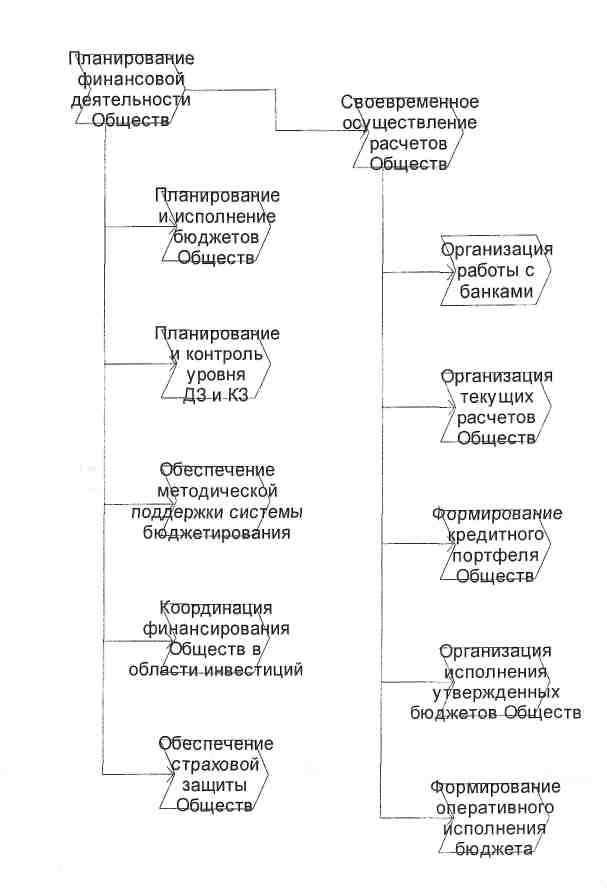 Планирование
финансовой
деятельности
Обществ
Своевременное
осуществление
расчетов
Обществ
Планирование
и исполнение
бюджетов
Обществ
Планирование
и контроль
уровня
ДЗ и КЗ
Обеспечение
методической
поддержки системы
бюджетирования
Координация
финансирования
Обществ в
области инвестиций
Обеспечение
страховой
защиты
Обществ
Организация
работы с
банками
Организация
текущих
расчетов
Обществ
Формирование
кредитного
портфеля
Обществ
Организация
исполнения
утвержденных
бюджетов Обществ
Формирование
оперативного
исполнения
бюджета